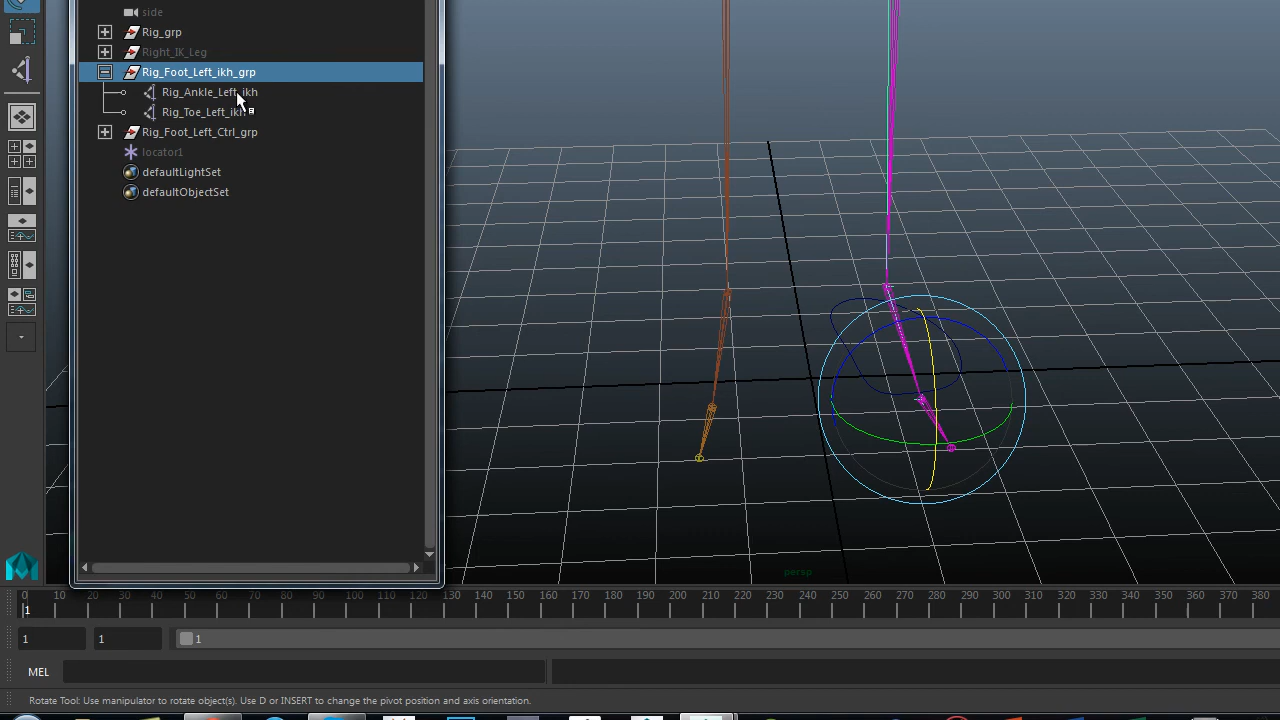 side
Rig_grp
Right_IK_Leg
Rig_Foot_Left_ikh_grp
Rig_Ankle_Left_ikh
Rig_Toe_Left_ikh
Rig_Foot_Left_Ctrl_grp
locator1
defaultLightSet
defaultObjectSet
persp
0 10 20 30 40 50 60 70 80 90 100 110 120 130 140 150 160 170 180 190 200 210 220 230 240 250 260 270 280 290 300 310 320 330 340 350 360 370 380
1
1 1 1
MEL
Rotate Tool: Use manipulator to rotate object(s). Use D or INSERT to change the pivot position and axis orientation.